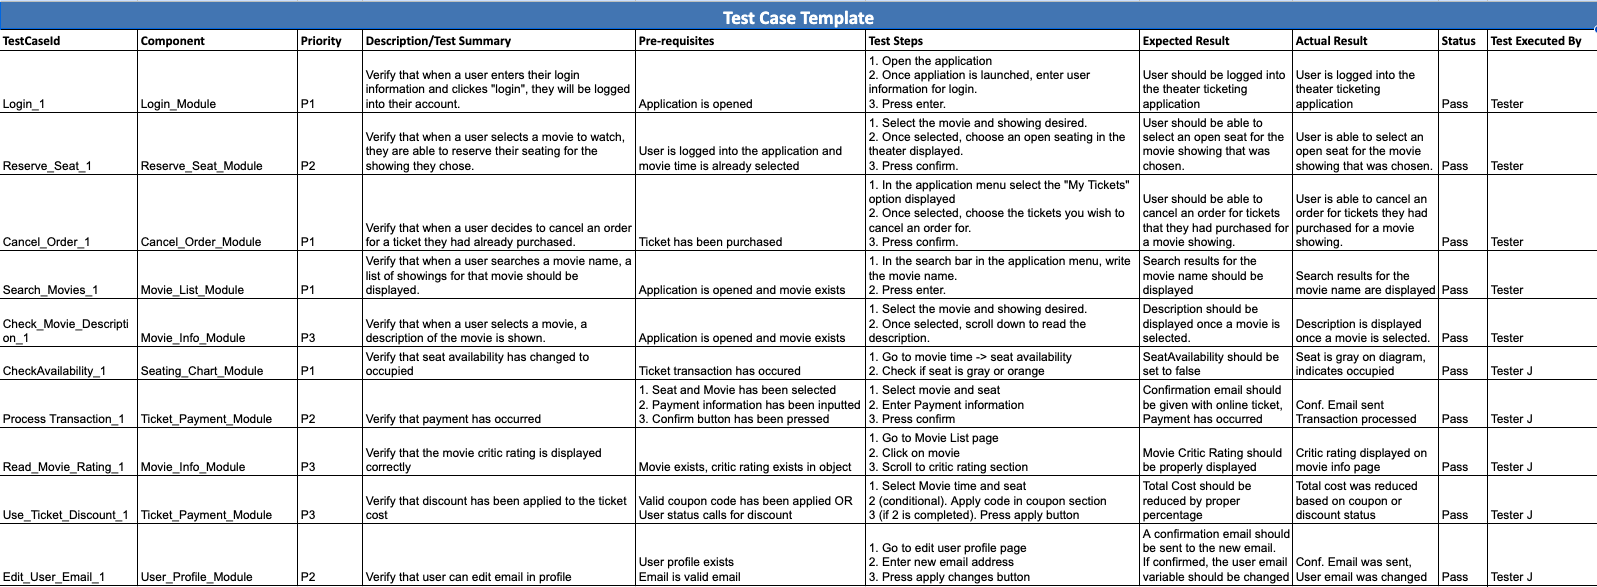 Test Case Template
TestCaseId
Component
Priority
Description/Test Summary
Pre-requisites
Test Steps
Expected Result
Actual Result
Status
Test Executed By
Login_1
Login_Module
P1
Verify that when a user enters their login
information and clickes "login", they will be logged
into their account.
Application is opened
1. Open the application
2. Once appliation is launched, enter user
information for login.
3. Press enter.
User should be logged into
the theater ticketing
application
User is logged into the
theater ticketing
application
Pass
Tester
Reserve_Seat_1
Reserve_Seat_Module
P2
Verify that when a user selects a movie to watch,
they are able to reserve their seating for the
showing they chose.
User is logged into the application and
movie time is already selected
1. Select the movie and showing desired.
2. Once selected, choose an open seating in the
theater displayed.
3. Press confirm.
User should be able to
select an open seat for the
movie showing that was
chosen.
User is able to select an
open seat for the movie
showing that was chosen.
Pass
Tester
Cancel_Order_1
Cancel_Order_Module
P1
Verify that when a user decides to cancel an order
for a ticket they had already purchased.
Ticket has been purchased
1. In the application menu select the "My Tickets"
option displayed
2. Once selected, choose the tickets you wish to
cancel an order for.
3. Press confirm.
User should be able to
cancel an order for tickets
that they had purchased for
a movie showing.
User is able to cancel an
order for tickets they had
purchased for a movie
showing.
Pass
Tester
Search_Movies_1
Movie_List_Module
P1
Verify that when a user searches a movie name, a
list of showings for that movie should be
displayed.
Application is opened and movie exists
1. In the search bar in the application menu, write
the movie name.
2. Press enter.
Search results for the
movie name should be
displayed
Search results for the
movie name are displayed
Pass
Tester
Check_Movie_Descripti
on_1
Movie_Info_Module
P3
Verify that when a user selects a movie, a
description of the movie is shown.
Application is opened and movie exists
1. Select the movie and showing desired.
2. Once selected, scroll down to read the
description.
Description should be
displayed once a movie is
selected.
Description is displayed
once a movie is selected.
Pass
Tester
CheckAvailability_1
Seating_Chart_Module
P1
Verify that seat availability has changed to
occupied
Ticket transaction has occured
1. Go to movie time -> seat availability
2. Check if seat is gray or orange
SeatAvailability should be
set to false
Seat is gray on diagram,
indicates occupied
Pass
Tester J
Process Transaction_1
Ticket_Payment_Module
P2
Verify that payment has occurred
1. Seat and Movie has been selected
2. Payment information has been inputted
3. Confirm button has been pressed
1. Select movie and seat
2. Enter Payment information
3. Press confirm
Confirmation email should
be given with online ticket,
Payment has occurred
Conf. Email sent
Transaction processed
Pass
Tester J
Read_Movie_Rating_1
Movie_Info_Module
P3
Verify that the movie critic rating is displayed
correctly
Movie exists, critic rating exists in object
1. Go to Movie List page
2. Click on movie
3. Scroll to critic rating section
Movie Critic Rating should
be properly displayed
Critic rating displayed on
movie info page
Pass
Tester J
Use_Ticket_Discount_1
Ticket_Payment_Module
P3
Verify that discount has been applied to the ticket
cost
Valid coupon code has been applied OR
User status calls for discount
1. Select Movie time and seat
2 (conditional). Apply code in coupon section
3 (if 2 is completed). Press apply button
Total Cost should be
reduced by proper
percentage
Total cost was reduced
based on coupon or
discount status
Pass
Tester J
Edit_User_Email_1
User_Profile_Module
P2
Verify that user can edit email in profile
User profile exists
Email is valid email
1. Go to edit user profile page
2. Enter new email address
3. Press apply changes button
A confirmation email should
be sent to the new email.
If confirmed, the user email
variable should be changed
Conf. Email was sent,
User email was changed
Pass
Tester J